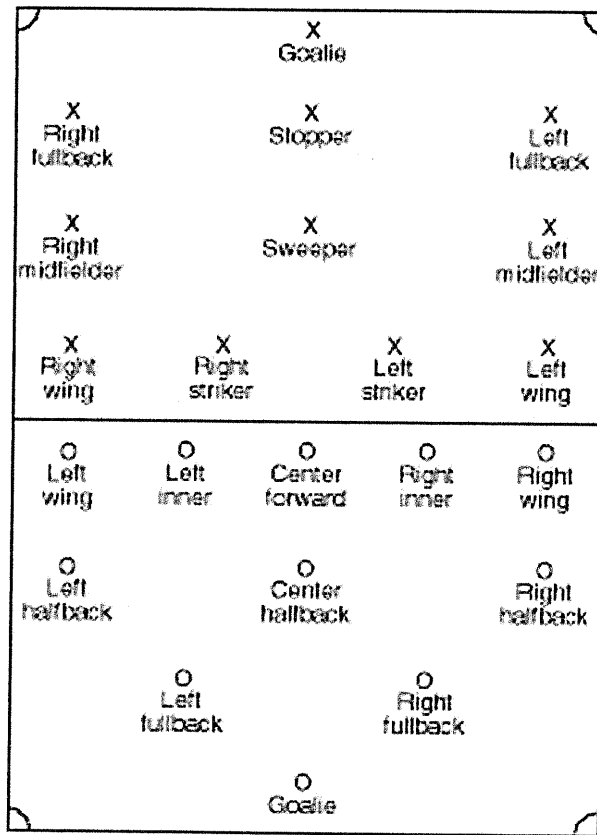 X
Goalie
X X X
Right Stopper Left
fullback fullback
X X X
Right Sweeper Left
midfielder midfielder
X X X X
Right Right Left Left
wing striker striker wing
O O O O O
Left Left Center Right Right
wing inner forward inner wing
O O O
Left Center Right
halfback halfback halfback
O O
Left Right
fullback fullback
O
Goalie